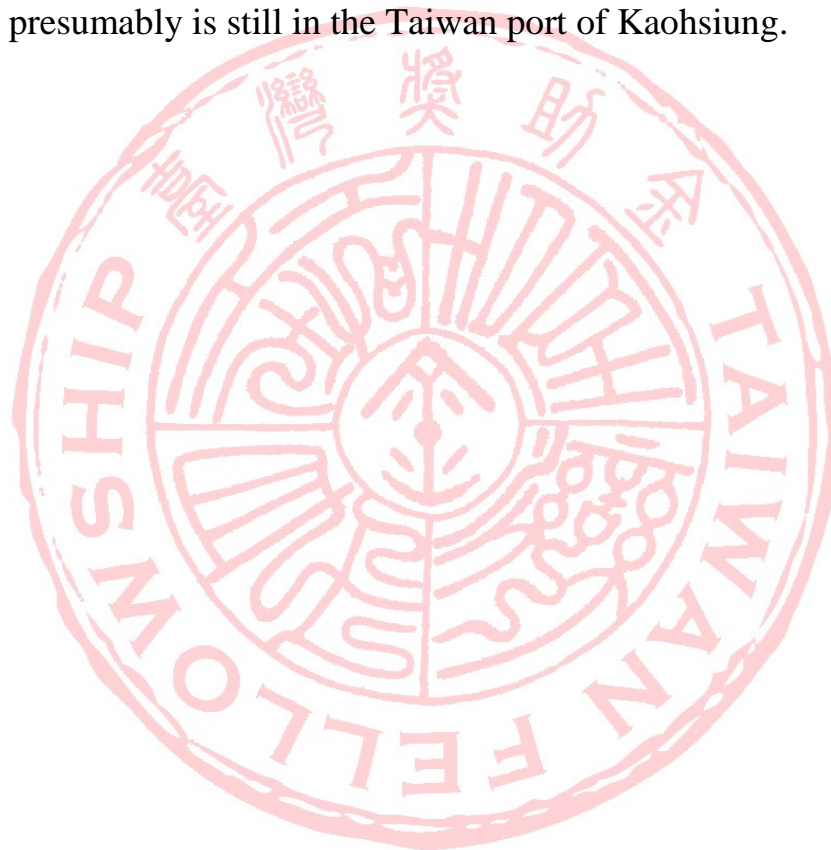 presumably is still in the Taiwan port of Kaohsiung.
臺灣獎助金
TAIWAN FELLOWSHIP